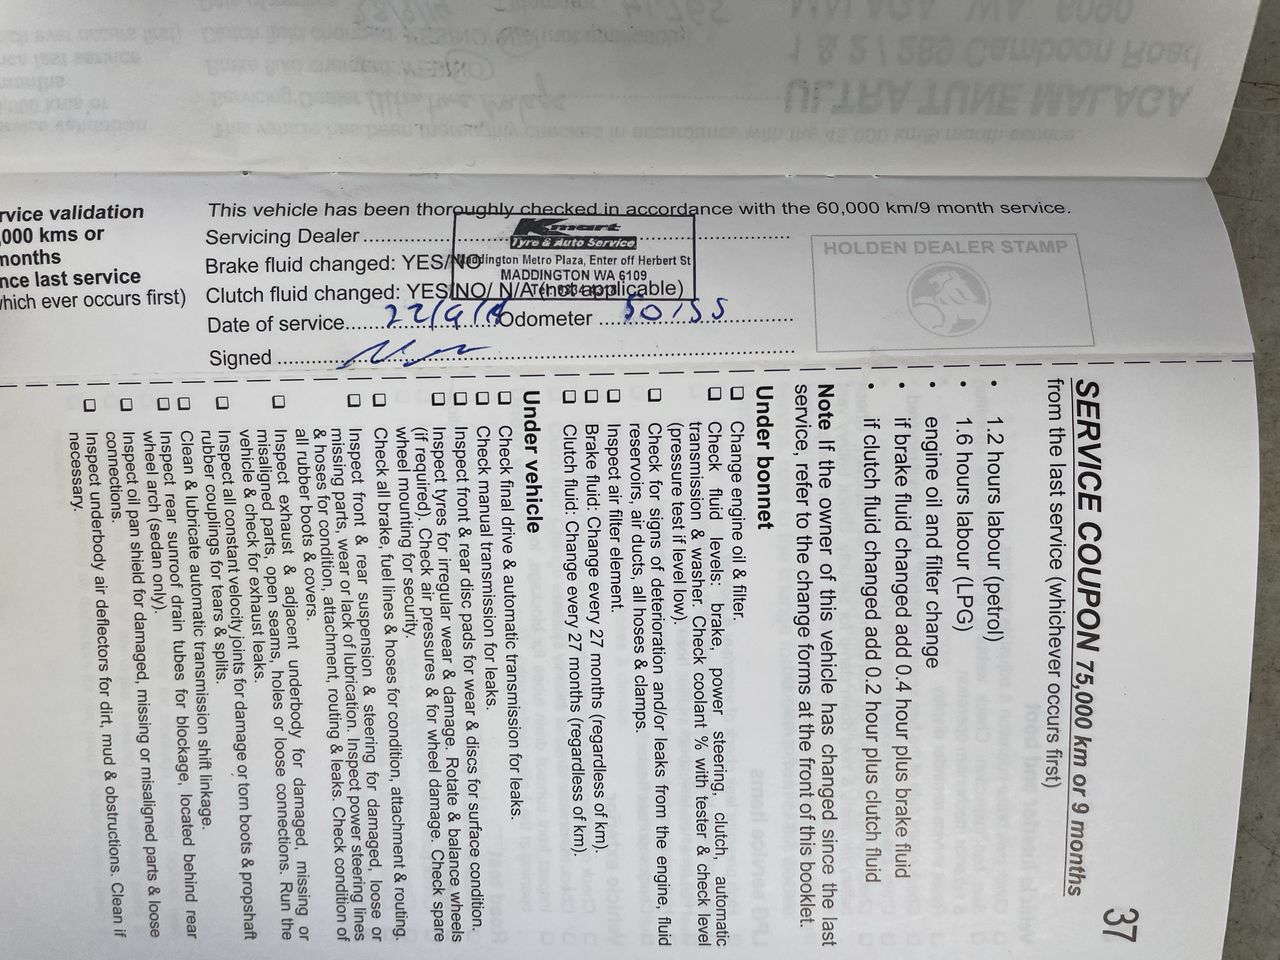 This vehicle has been thoroughly checked in accordance with the 60,000 km/9 month service.
Servicing Dealer
Brake fluid changed: YES/NO
Clutch fluid changed: YES/NO/ N/A (not applicable)
Date of service 22/9/ Odometer 50155
Signed
Kmart
Tyre & Auto Service
Maddington Metro Plaza, Enter off Herbert St
MADDINGTON WA 6109
HOLDEN DEALER STAMP
rvice validation
,000 kms or
months
nce last service
which ever occurs first)
37
SERVICE COUPON 75,000 km or 9 months
from the last service (whichever occurs first)
• 1.2 hours labour (petrol)
• 1.6 hours labour (LPG)
• engine oil and filter change
• if brake fluid changed add 0.4 hour plus brake fluid
• if clutch fluid changed add 0.2 hour plus clutch fluid
Note If the owner of this vehicle has changed since the last
service, refer to the change forms at the front of this booklet.
Under bonnet
❑ Change engine oil & filter.
❑ Check fluid levels: brake, power steering, clutch, automatic
transmission & washer. Check coolant % with tester & check level
(pressure test if level low).
❑ Check for signs of deterioration and/or leaks from the engine, fluid
reservoirs, air ducts, all hoses & clamps.
❑ Inspect air filter element.
❑ Brake fluid: Change every 27 months (regardless of km).
❑ Clutch fluid: Change every 27 months (regardless of km).
Under vehicle
❑ Check final drive & automatic transmission for leaks.
❑ Check manual transmission for leaks.
❑ Inspect front & rear disc pads for wear & discs for surface condition.
❑ Inspect tyres for irregular wear & damage. Rotate & balance wheels
(if required). Check air pressures & for wheel damage. Check spare
wheel mounting for security.
❑ Check all brake, fuel lines & hoses for condition, attachment & routing.
❑ Inspect front & rear suspension & steering for damaged, loose or
missing parts, wear or lack of lubrication. Inspect power steering lines
& hoses for condition, attachment, routing & leaks. Check condition of
all rubber boots & covers.
❑ Inspect exhaust & adjacent underbody for damaged, missing or
misaligned parts, open seams, holes or loose connections. Run the
vehicle & check for exhaust leaks.
❑ Inspect all constant velocity joints for damage or torn boots & propshaft
rubber couplings for tears & splits.
❑ Clean & lubricate automatic transmission shift linkage.
❑ Inspect rear sunroof drain tubes for blockage, located behind rear
wheel arch (sedan only).
❑ Inspect oil pan shield for damaged, missing or misaligned parts & loose
connections.
❑ Inspect underbody air deflectors for dirt, mud & obstructions. Clean if
necessary.